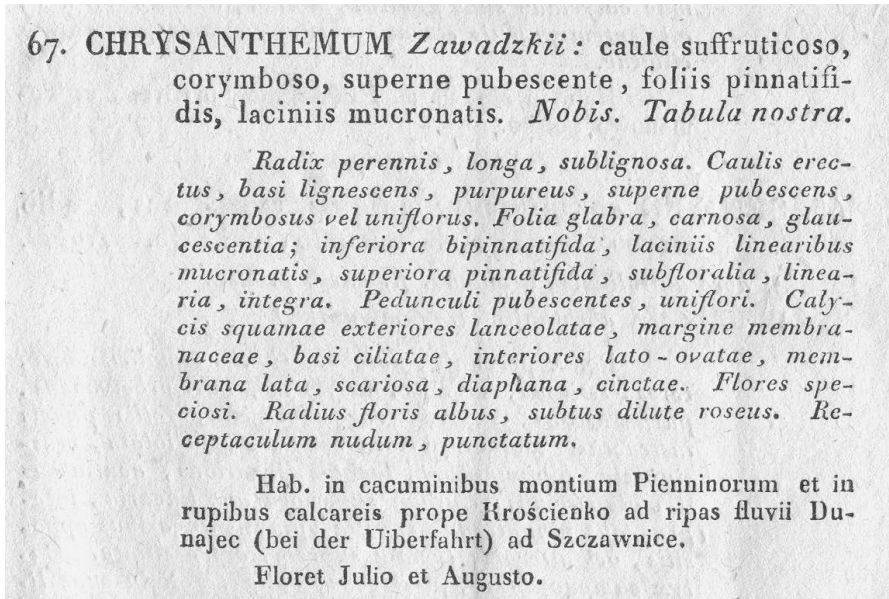 67. CHRYSANTHEMUM Zawadzkii: caule suffruticoso,
corymboso, superne pubescente, foliis pinnatifi-
dis, laciniis mucronatis. Nobis. Tabula nostra.
Radix perennis, longa, sublignosa. Caulis erec-
tus, basi lignescens, purpureus, superne pubescens,
corymbosus vel uniflorus. Folia glabra, carnosa, glau-
cescentia; inferiora bipinnatifida, laciniis linearibus
mucronatis, superiora pinnatifida, subfloralia, linea-
ria, integra. Pedunculi pubescentes, uniflori. Caly-
cis squamae exteriores lanceolatae, margine membra-
naceae, basi ciliatae, interiores lato-ovatae, mem-
brana lata, scariosa, diaphana, cinctae. Flores spe-
ciosi. Radius floris albus, subtus dilute roseus. Re-
ceptaculum nudum, punctatum.
Hab. in cacuminibus montium Pienninorum et in
rupibus calcareis prope Krościenko ad ripas fluvii Du-
najec (bei der Uiberfahrt) ad Szczawnice.
Floret Julio et Augusto.